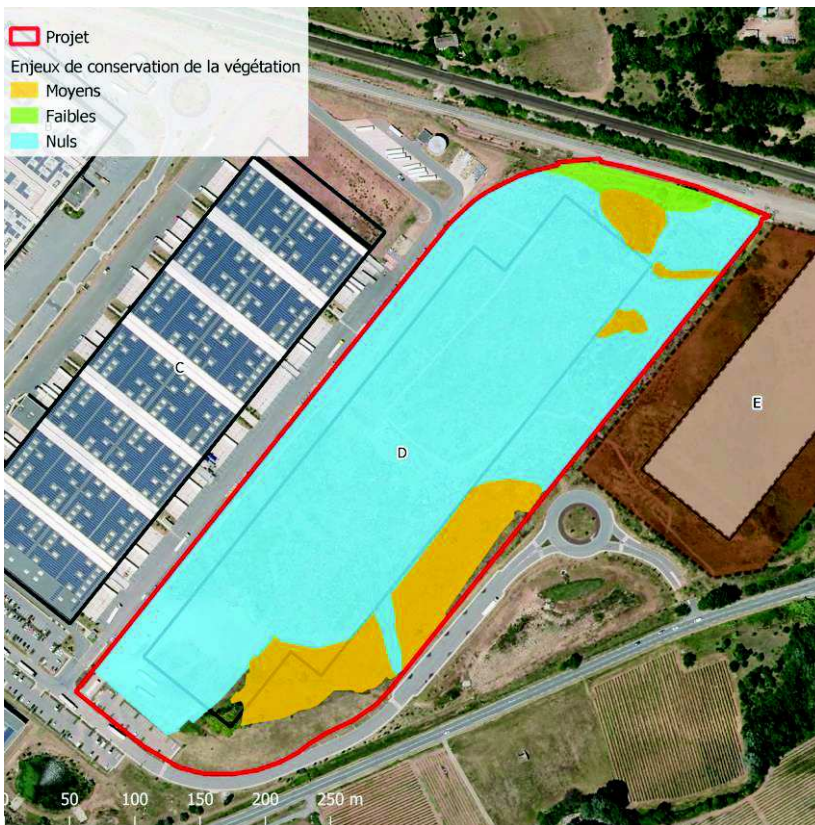 Projet
Enjeux de conservation de la végétation
Moyens
Faibles
Nuls
C
D
E
0 50 100 150 200 250 m